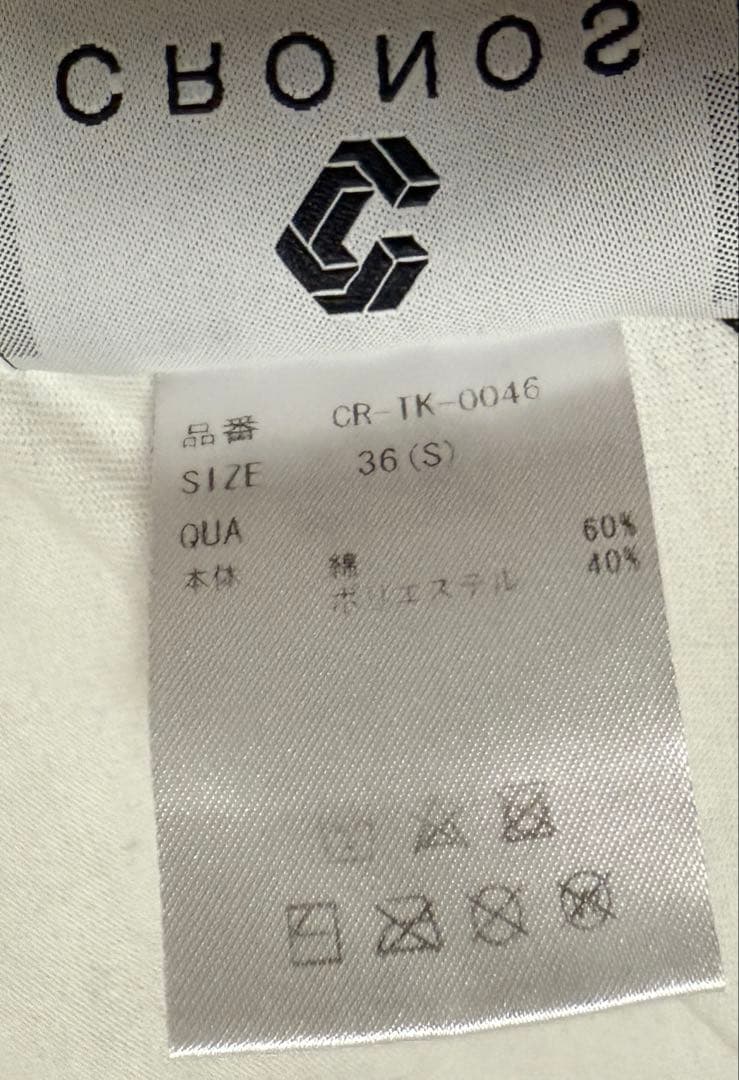 CRONOS
品番 CR-TK-0046
SIZE 36(S)
QUA
本体 綿 60%
ポリエステル 40%